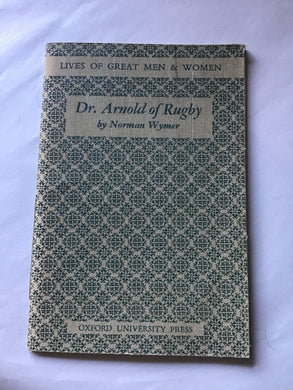 LIVES OF GREAT MEN & WOMEN
Dr. Arnold of Rugby
by Norman Wymer
OXFORD UNIVERSITY PRESS